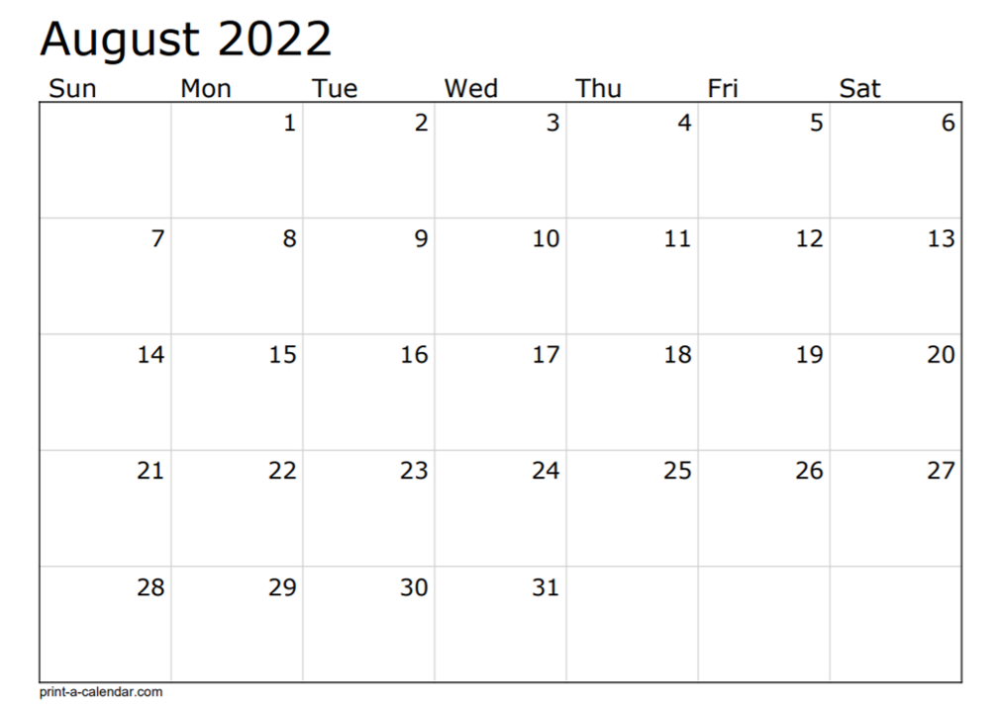 August 2022
Sun Mon Tue Wed Thu Fri Sat
1 2 3 4 5 6
7 8 9 10 11 12 13
14 15 16 17 18 19 20
21 22 23 24 25 26 27
28 29 30 31
print-a-calendar.com